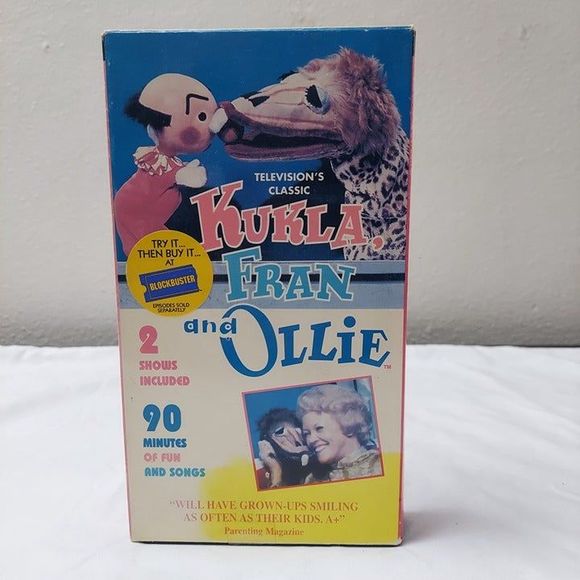 TELEVISION'S
CLASSIC
KUKLA,
FRAN
and OLLiE™
TRY IT...
THEN BUY IT...
AT
BLOCKBUSTER
EPISODES SOLD
SEPARATELY
2
SHOWS
INCLUDED
90
MINUTES
OF FUN
AND SONGS
"WILL HAVE GROWN-UPS SMILING
AS OFTEN AS THEIR KIDS. A+"
Parenting Magazine